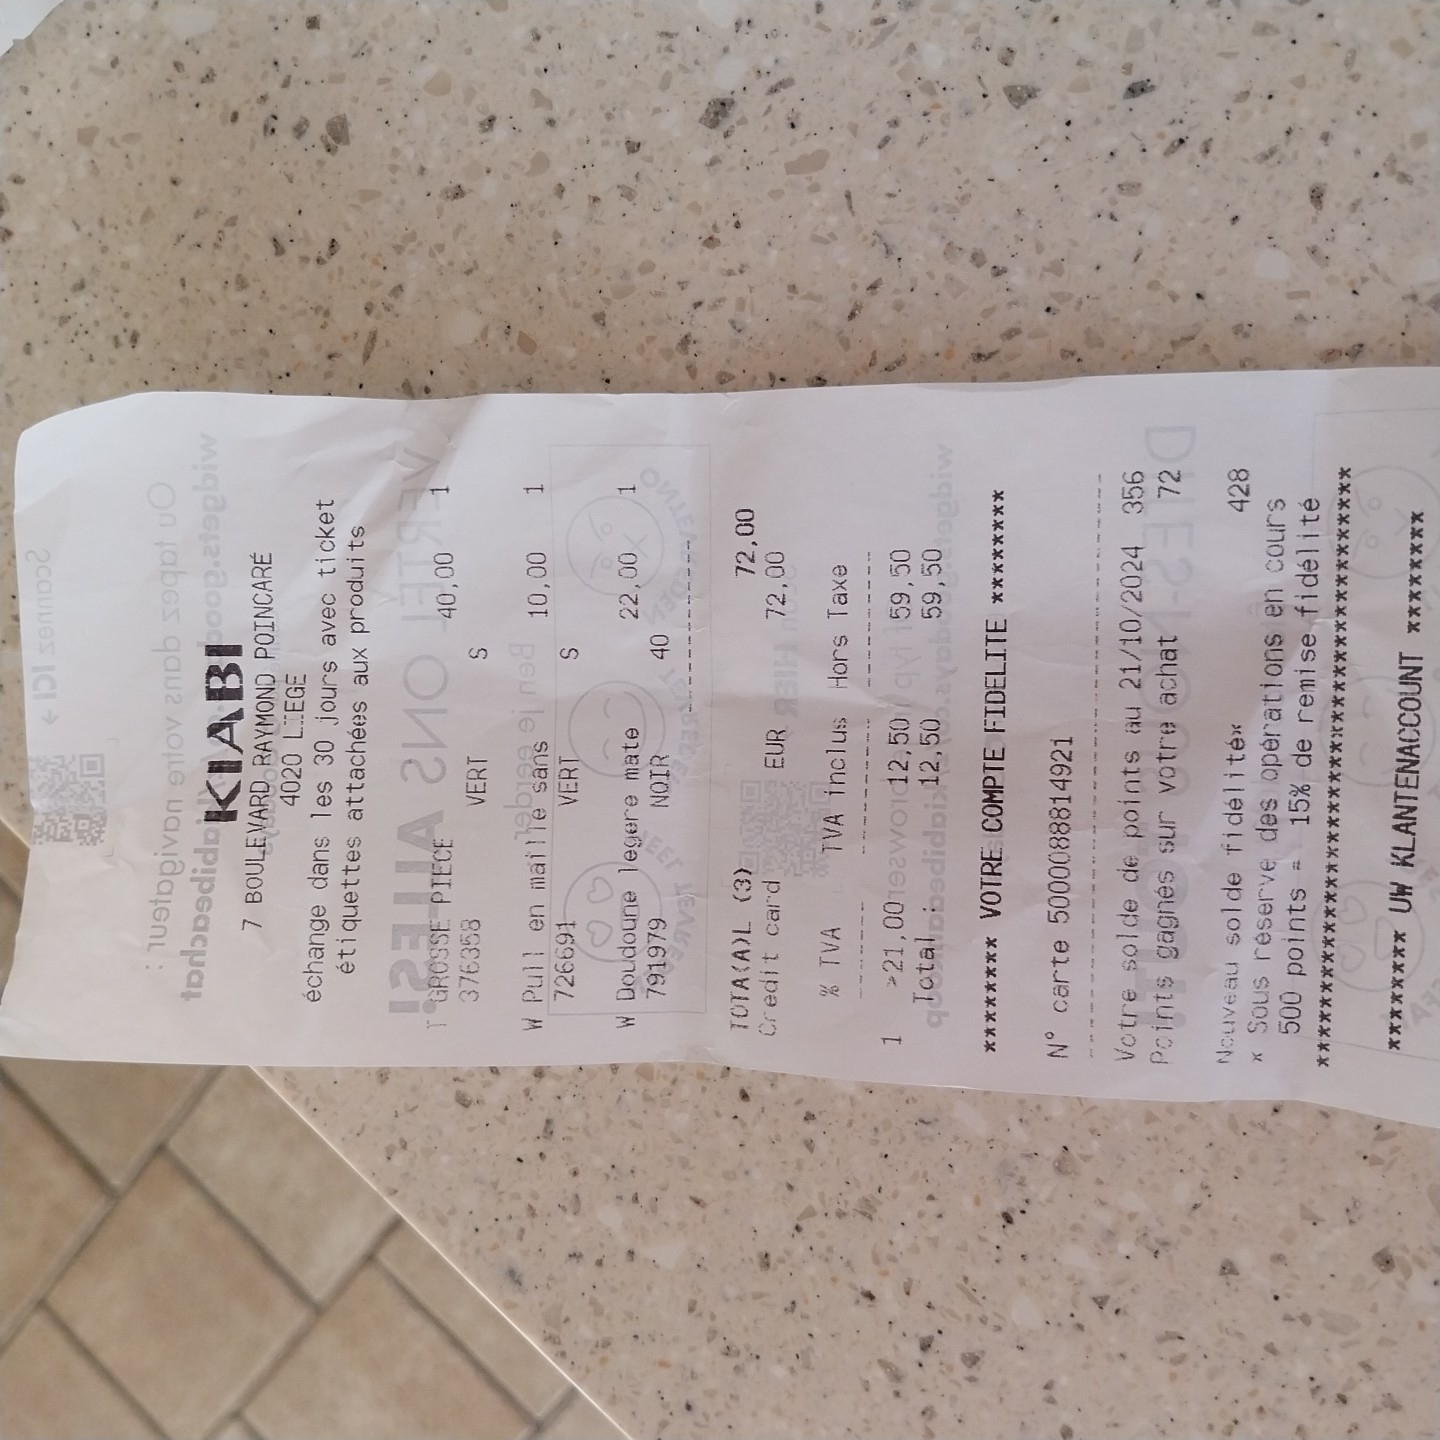 KIABI
7 BOULEVARD RAYMOND POINCARÉ
4020 LIEGE
échange dans les 30 jours avec ticket
étiquettes attachées aux produits
T GROSSE PIECE 40,00 1
376358 VERT S
W Pull en maille sans 10,00 1
726691 VERT S
W Doudoune legere mate 22,00 1
791979 NOIR 40
TOTA(A)L (3) 72,00
Credit card EUR 72,00
% TVA TVA inclus Hors Taxe
1 >21,00 12,50 59,50
Total : 12,50 59,50
******** VOTRE COMPTE FIDELITE ********
N° carte 5000088814921
Votre solde de points au 21/10/2024 356
Points gagnés sur votre achat 72
Nouveau solde fidélité* 428
* Sous réserve des opérations en cours
500 points = 15% de remise fidélité
****************************************
******** UW KLANTENACCOUNT ********